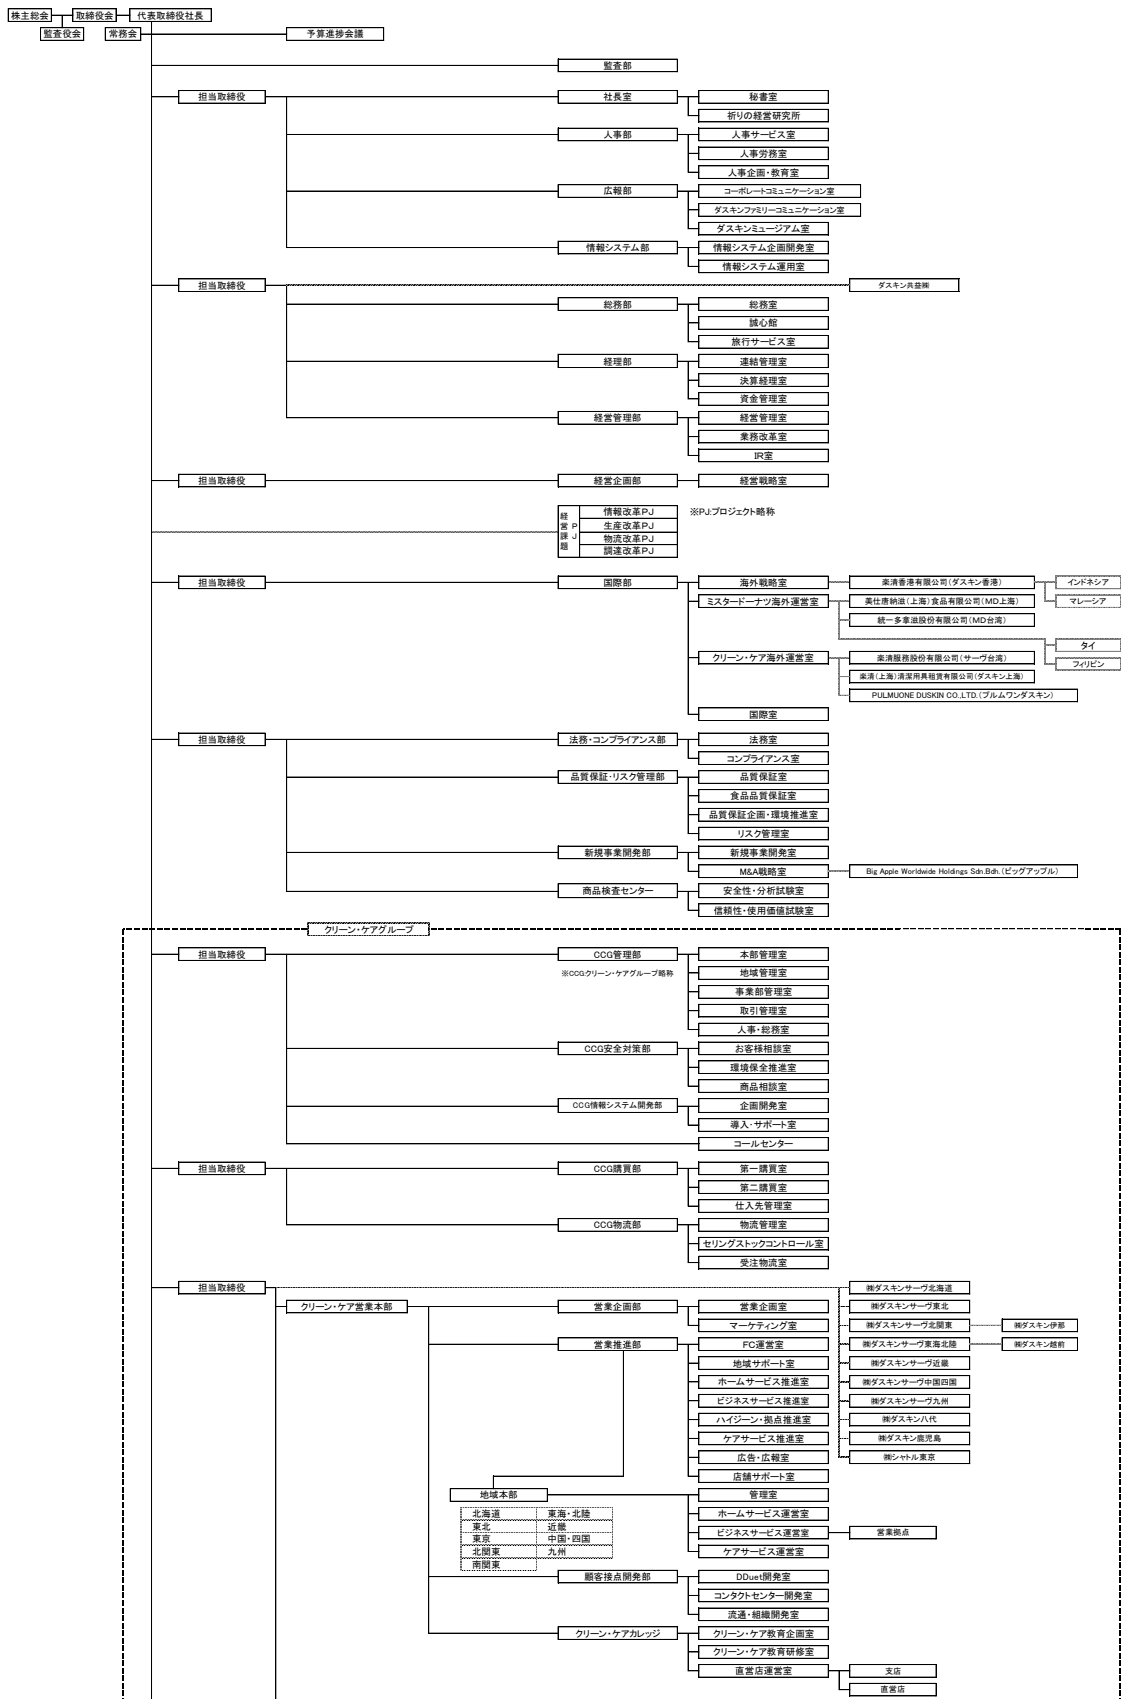 株主総会 取締役会 代表取締役社長
監査役会 常務会 予算進捗会議
監査部
担当取締役 社長室 秘書室
祈りの経営研究所
人事部 人事サービス室
人事労務室
人事企画・教育室
広報部 コーポレートコミュニケーション室
ダスキンファミリーコミュニケーション室
ダスキンミュージアム室
情報システム部 情報システム企画開発室
情報システム運用室
担当取締役 ダスキン共益㈱
総務部 総務室
誠心館
旅行サービス室
経理部 連結管理室
決算経理室
資金管理室
経営管理部 経営管理室
業務改革室
IR室
担当取締役 経営企画部 経営戦略室
経営課題PJ 情報改革PJ ※PJ:プロジェクト略称
生産改革PJ
物流改革PJ
調達改革PJ
担当取締役 国際部 海外戦略室 楽清香港有限公司(ダスキン香港) インドネシア
ミスタードーナツ海外運営室 美仕唐納滋(上海)食品有限公司(MD上海) マレーシア
統一多拿滋股份有限公司(MD台湾)
タイ
クリーン・ケア海外運営室 楽清服務股份有限公司(サーヴ台湾) フィリピン
楽清(上海)清潔用具租賃有限公司(ダスキン上海)
PULMUONE DUSKIN CO.,LTD.(プルムワンダスキン)
国際室
担当取締役 法務・コンプライアンス部 法務室
コンプライアンス室
品質保証・リスク管理部 品質保証室
食品品質保証室
品質保証企画・環境推進室
リスク管理室
新規事業開発部 新規事業開発室
M&A戦略室 Big Apple Worldwide Holdings Sdn.Bdh.(ビッグアップル)
商品検査センター 安全性・分析試験室
信頼性・使用価値試験室
クリーン・ケアグループ
担当取締役 CCG管理部 本部管理室
※CCG:クリーン・ケアグループ略称 地域管理室
事業部管理室
取引管理室
人事・総務室
CCG安全対策部 お客様相談室
環境保全推進室
商品相談室
CCG情報システム開発部 企画開発室
導入・サポート室
コールセンター
担当取締役 CCG購買部 第一購買室
第二購買室
仕入先管理室
CCG物流部 物流管理室
セリングストックコントロール室
受注物流室
担当取締役 ㈱ダスキンサーヴ北海道
クリーン・ケア営業本部 営業企画部 営業企画室 ㈱ダスキンサーヴ東北
マーケティング室 ㈱ダスキンサーヴ北関東 ㈱ダスキン伊那
営業推進部 FC運営室 ㈱ダスキンサーヴ東海北陸 ㈱ダスキン越前
地域サポート室 ㈱ダスキンサーヴ近畿
ホームサービス推進室 ㈱ダスキンサーヴ中国四国
ビジネスサービス推進室 ㈱ダスキンサーヴ九州
ハイジーン・拠点推進室 ㈱ダスキン八代
ケアサービス推進室 ㈱ダスキン鹿児島
広告・広報室 ㈱シャトル東京
店舗サポート室
地域本部 管理室
北海道 東海・北陸 ホームサービス運営室
東北 近畿
東京 中国・四国 ビジネスサービス運営室 営業拠点
北関東 九州 ケアサービス運営室
南関東
顧客接点開発部 DDuet開発室
コンタクトセンター開発室
流通・組織開発室
クリーン・ケアカレッジ クリーン・ケア教育企画室
クリーン・ケア教育研修室
直営店運営室 支店
直営店